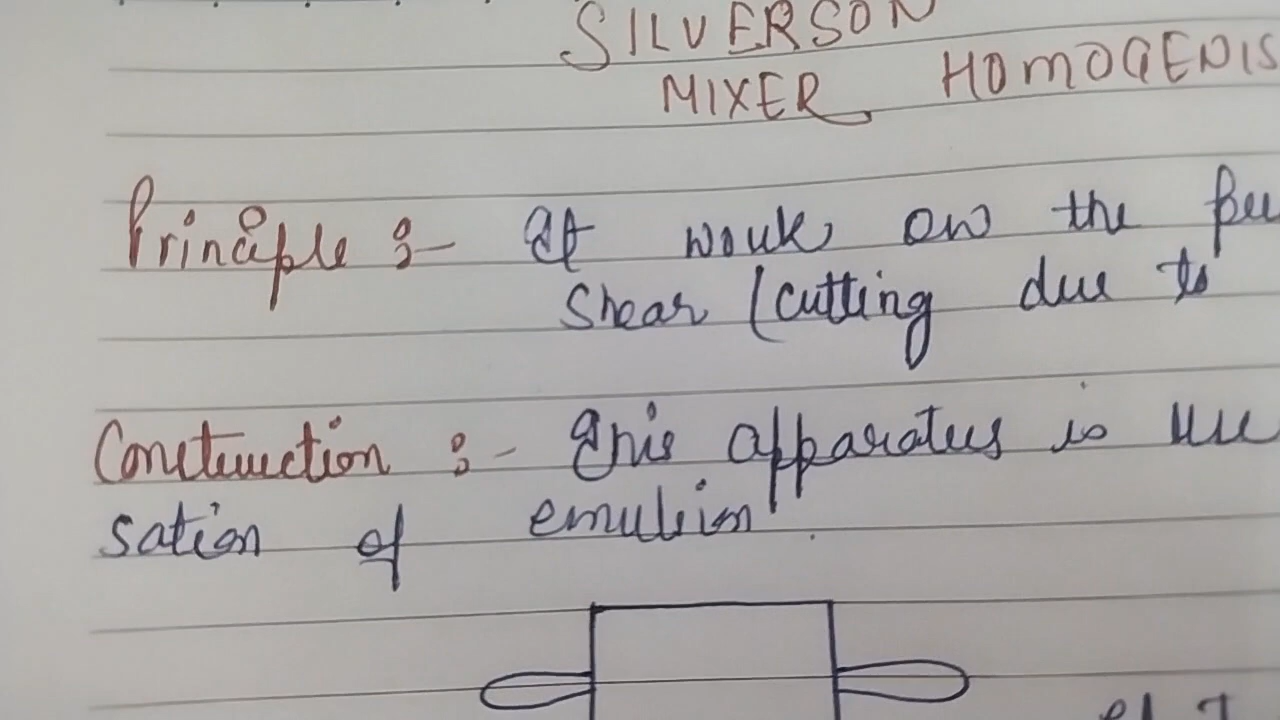 SILVERSON
MIXER HOMOGENIS
Principle :- It work on the
Shear (cutting due to
Construction :- This apparatus is
sation of emulsion.